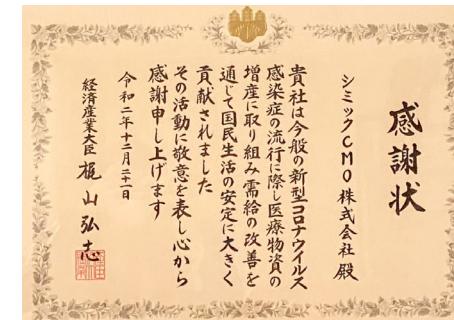 感謝状
シミックCMO株式会社 殿
貴社は今般の新型コロナウイルス
感染症の流行に際し医療物資の
増産に取り組み需給の改善を
通じて国民生活の安定に大きく
貢献されました
その活動に敬意を表し心から
感謝申し上げます
令和二年十二月二十一日
経済産業大臣 梶山弘志